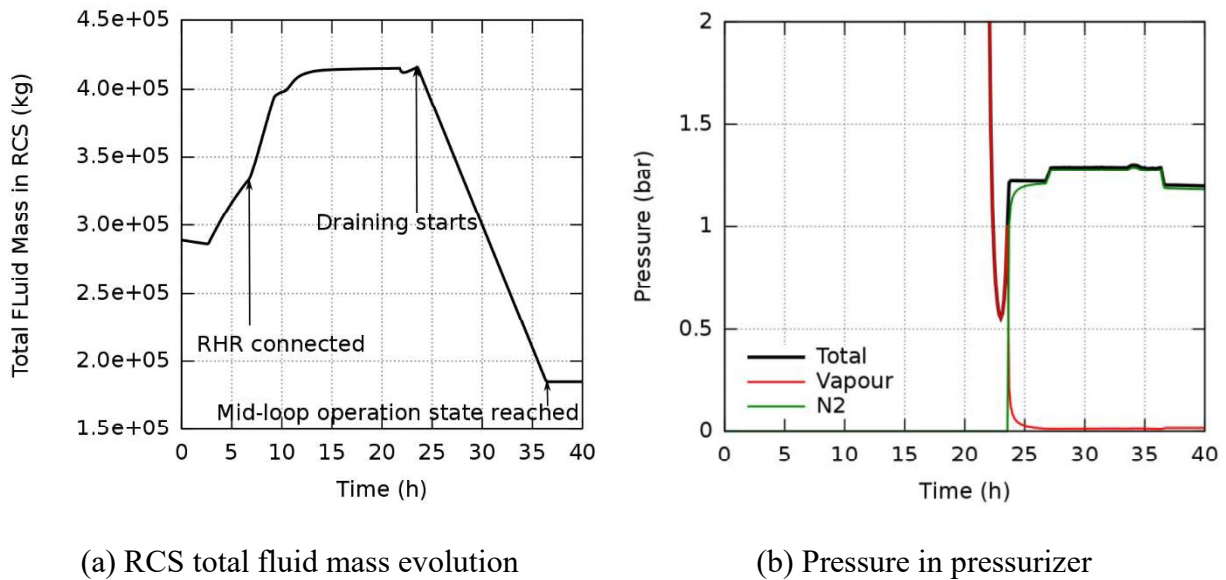 Total FLuid Mass in RCS (kg)
4.5e+05
4.0e+05
3.5e+05
3.0e+05
2.5e+05
2.0e+05
1.5e+05
Draining starts
RHR connected
Mid-loop operation state reached
0 5 10 15 20 25 30 35 40
Time (h)
(a) RCS total fluid mass evolution
Pressure (bar)
2
1.5
1
0.5
0
Total
Vapour
N2
0 5 10 15 20 25 30 35 40
Time (h)
(b) Pressure in pressurizer